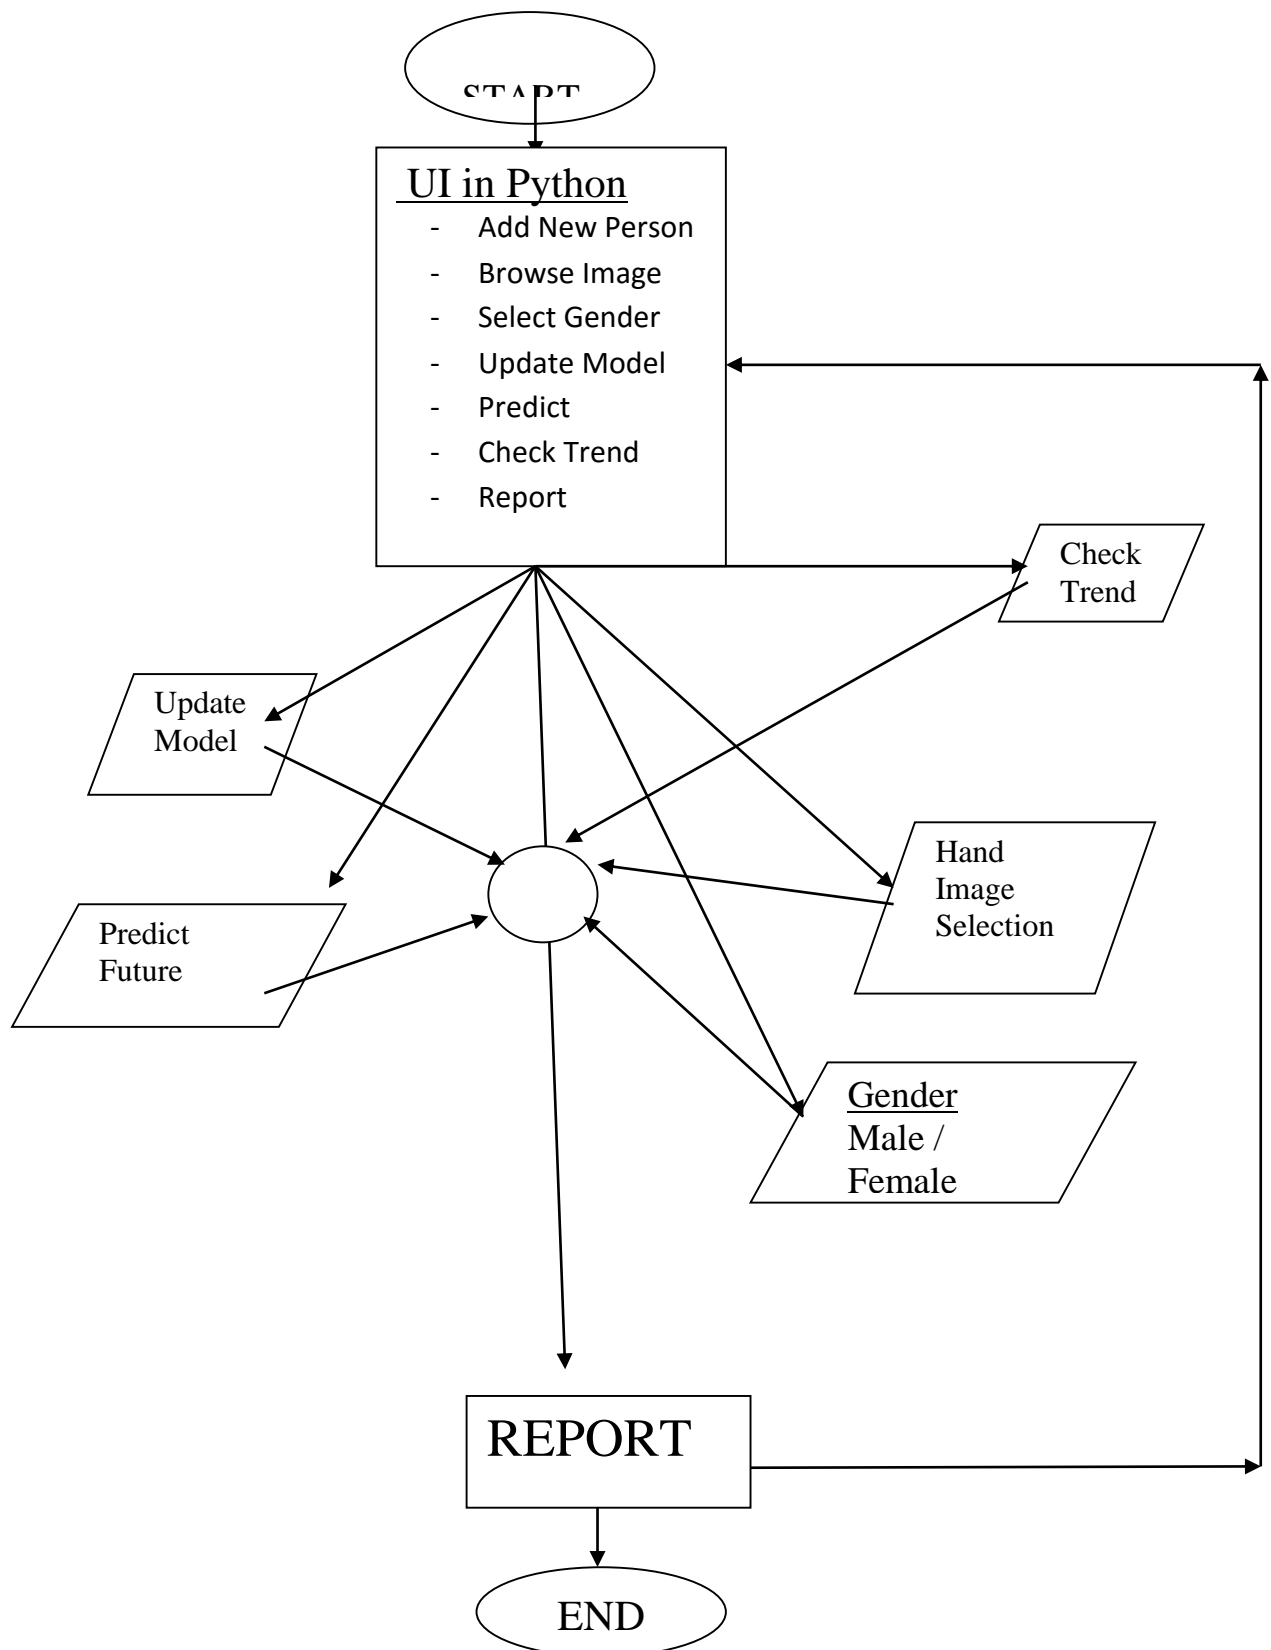 START
UI in Python
- Add New Person
- Browse Image
- Select Gender
- Update Model
- Predict
- Check Trend
- Report
Check
Trend
Update
Model
Hand
Image
Selection
Predict
Future
Gender
Male /
Female
REPORT
END